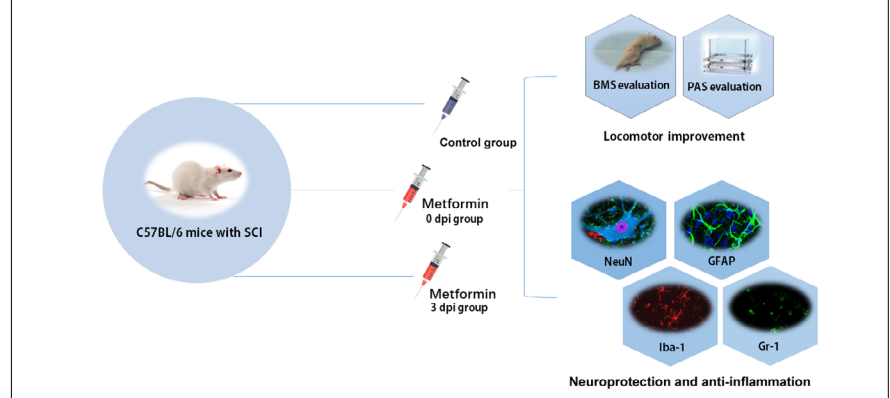 C57BL/6 mice with SCI
Control group
Metformin
0 dpi group
Metformin
3 dpi group
BMS evaluation
PAS evaluation
Locomotor improvement
NeuN
GFAP
Iba-1
Gr-1
Neuroprotection and anti-inflammation